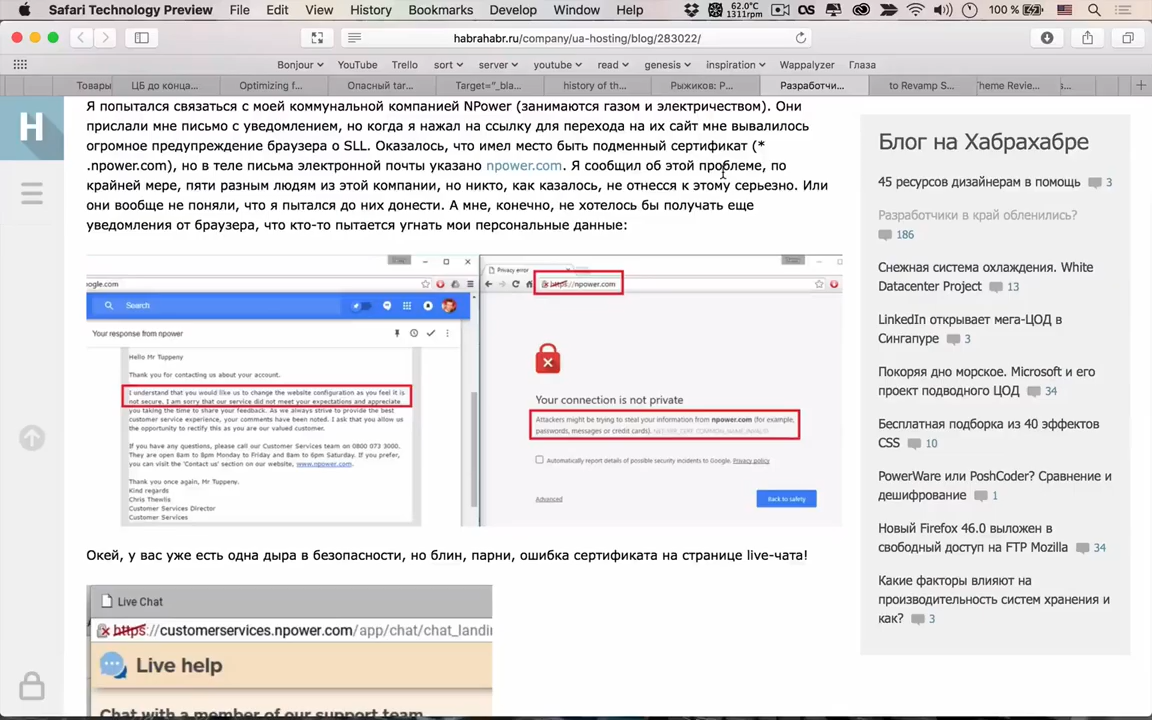 Safari Technology Preview File Edit View History Bookmarks Develop Window Help
62.0°C
1311rpm
100 %
habrahabr.ru/company/ua-hosting/blog/283022/
Bonjour YouTube Trello sort server youtube read genesis inspiration Wappalyzer Глаза
Товары ЦБ до конца... Optimizing f... Опасный tar... Target="_bla... history of th... Рыжиков: P... Разработчи... to Revamp S... Theme Revie...
H
Я попытался связаться с моей коммунальной компанией NPower (занимаются газом и электричеством). Они
прислали мне письмо с уведомлением, но когда я нажал на ссылку для перехода на их сайт мне вывалилось
огромное предупреждение браузера о SLL. Оказалось, что имел место быть подменный сертификат (*
.npower.com), но в теле письма электронной почты указано npower.com. Я сообщил об этой проблеме, по
крайней мере, пяти разным людям из этой компании, но никто, как казалось, не отнесся к этому серьезно. Или
они вообще не поняли, что я пытался до них донести. А мне, конечно, не хотелось бы получать еще
уведомления от браузера, что кто-то пытается угнать мои персональные данные:
ogle.com
Search
Your response from npower
Hello Mr Tuppeny
Thank you for contacting us about your account.
I understand that you would like us to change the website configuration as you feel it is
not secure. I am sorry that our service did not meet your expectations and appreciate
you taking the time to share your feedback. As we always strive to provide the best
customer service experience, your comments have been noted. I ask that you allow us
the opportunity to rectify this as you are our valued customer.
If you have any questions, please call our Customer Services team on 0800 073 3000.
They are open 8am to 8pm Monday to Friday and 8am to 6pm Saturday. If you prefer,
you can visit the 'Contact us' section on our website, www.npower.com.
Thank you once again, Mr Tuppeny.
Kind regards
Chris Thewlis
Customer Services Director
Customer Services
Privacy error
https://npower.com
Your connection is not private
Attackers might be trying to steal your information from npower.com (for example,
passwords, messages or credit cards). NET::ERR_CERT_COMMON_NAME_INVALID
Automatically report details of possible security incidents to Google. Privacy policy
Advanced
Back to safety
Окей, у вас уже есть одна дыра в безопасности, но блин, парни, ошибка сертификата на странице live-чата!
Live Chat
https://customerservices.npower.com/app/chat/chat_landi
Live help
Chat with a member of our support team
Блог на Хабрахабре
45 ресурсов дизайнерам в помощь 3
Разработчики в край обленились?
186
Снежная система охлаждения. White
Datacenter Project 13
LinkedIn открывает мега-ЦОД в
Сингапуре 3
Покоряя дно морское. Microsoft и его
проект подводного ЦОД 34
Бесплатная подборка из 40 эффектов
CSS 10
PowerWare или PoshCoder? Сравнение и
дешифрование 1
Новый Firefox 46.0 выложен в
свободный доступ на FTP Mozilla 34
Какие факторы влияют на
производительность систем хранения и
как? 3